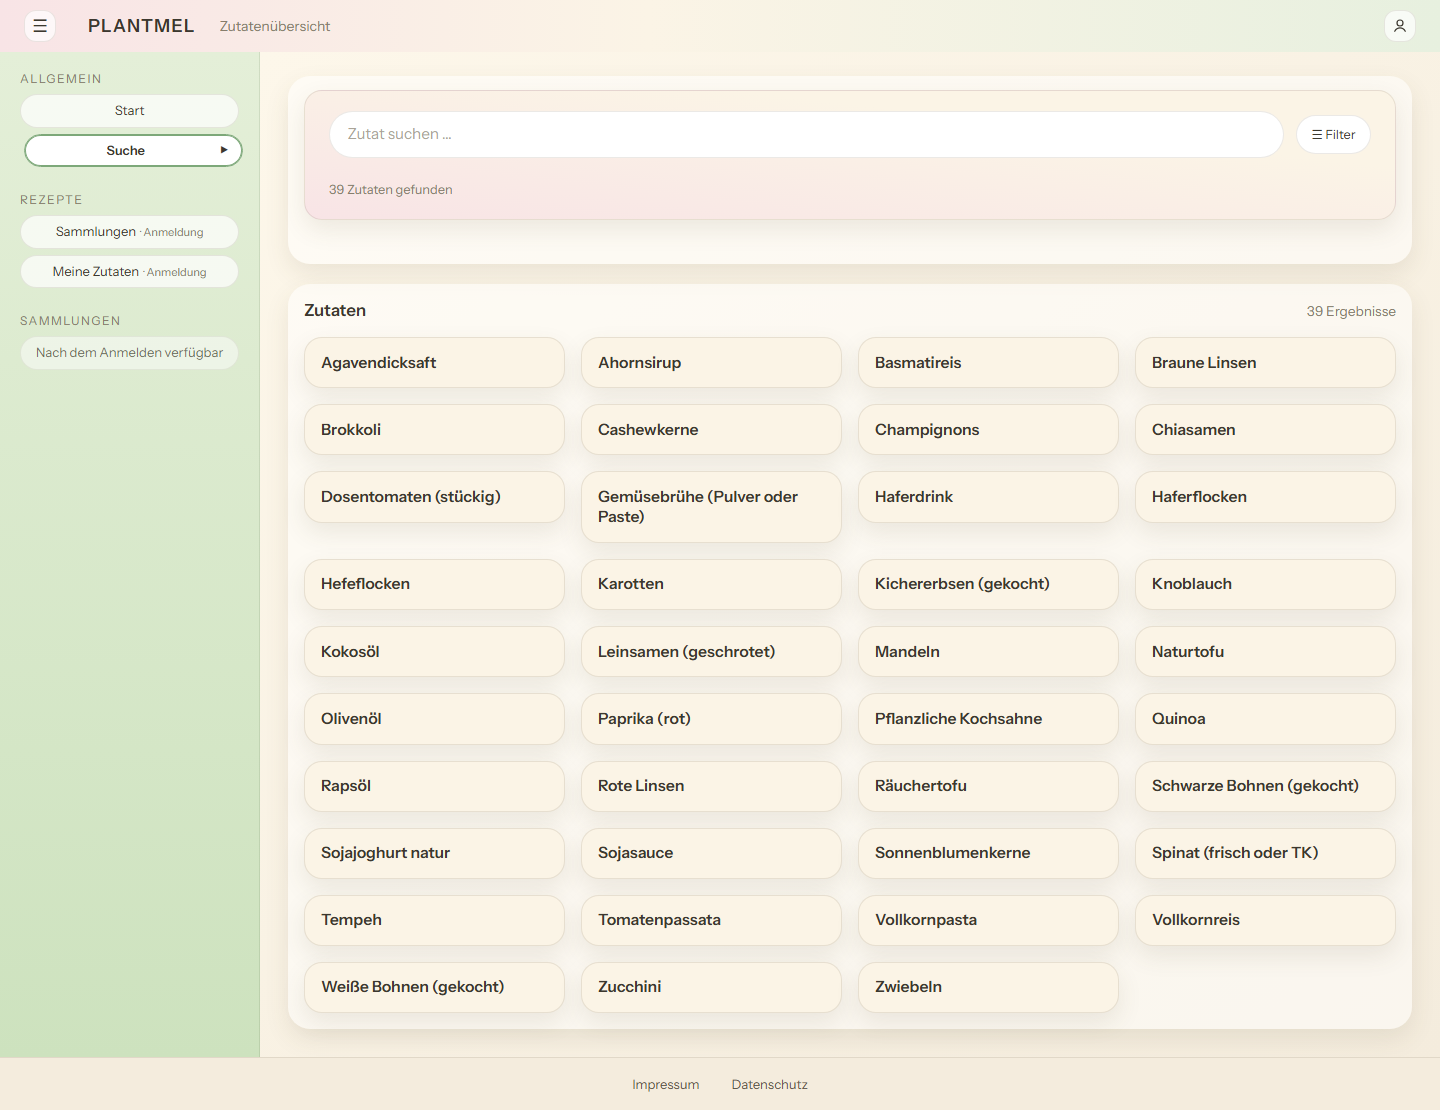 PLANTMEL
Zutatenübersicht
ALLGEMEIN
Start
Suche
REZEPTE
Sammlungen · Anmeldung
Meine Zutaten · Anmeldung
SAMMLUNGEN
Nach dem Anmelden verfügbar
Zutat suchen ...
Filter
39 Zutaten gefunden
Zutaten
39 Ergebnisse
Agavendicksaft
Ahornsirup
Basmatireis
Braune Linsen
Brokkoli
Cashewkerne
Champignons
Chiasamen
Dosentomaten (stückig)
Gemüsebrühe (Pulver oder
Paste)
Haferdrink
Haferflocken
Hefeflocken
Karotten
Kichererbsen (gekocht)
Knoblauch
Kokosöl
Leinsamen (geschrotet)
Mandeln
Naturtofu
Olivenöl
Paprika (rot)
Pflanzliche Kochsahne
Quinoa
Rapsöl
Rote Linsen
Räuchertofu
Schwarze Bohnen (gekocht)
Sojajoghurt natur
Sojasauce
Sonnenblumenkerne
Spinat (frisch oder TK)
Tempeh
Tomatenpassata
Vollkornpasta
Vollkornreis
Weiße Bohnen (gekocht)
Zucchini
Zwiebeln
Impressum
Datenschutz